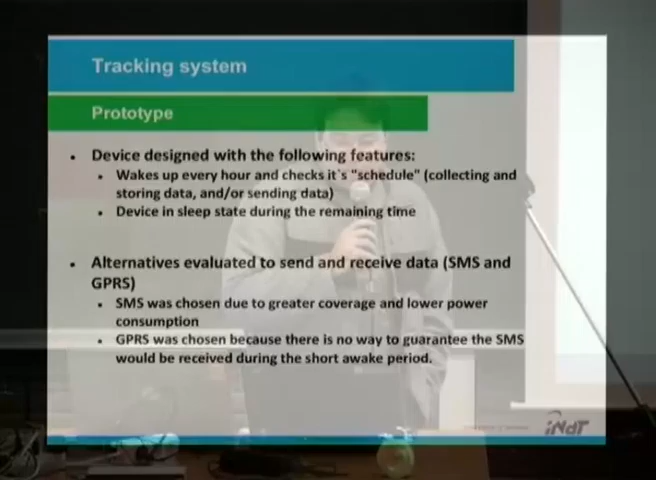 Tracking system
Prototype
• Device designed with the following features:
• Wakes up every hour and checks it`s "schedule" (collecting and
storing data, and/or sending data)
• Device in sleep state during the remaining time
• Alternatives evaluated to send and receive data (SMS and
GPRS)
• SMS was chosen due to greater coverage and lower power
consumption
• GPRS was chosen because there is no way to guarantee the SMS
would be received during the short awake period.
iNdT